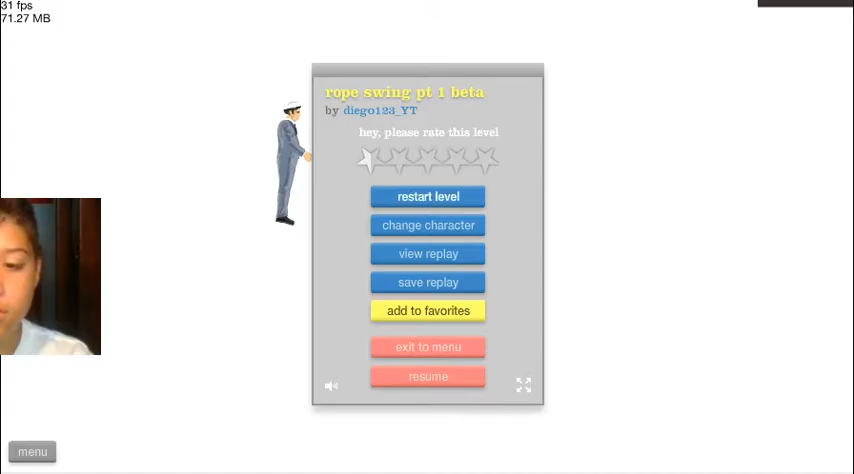 31 fps
71.27 MB
rope swing pt 1 beta
by diego123_YT
hey, please rate this level
restart level
change character
view replay
save replay
add to favorites
exit to menu
resume
menu